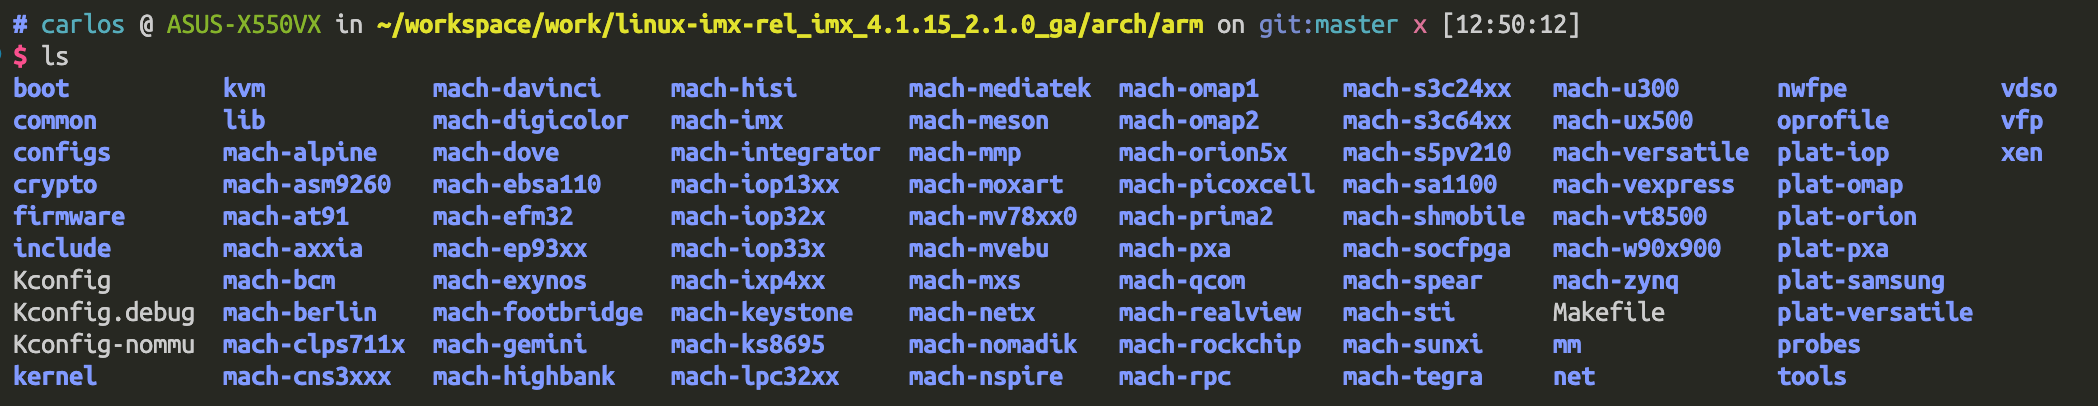 # carlos @ ASUS-X550VX in ~/workspace/work/linux-imx-rel_imx_4.1.15_2.1.0_ga/arch/arm on git:master x [12:50:12]
$ ls
boot kvm mach-davinci mach-hisi mach-mediatek mach-omap1 mach-s3c24xx mach-u300 nwfpe vdso
common lib mach-digicolor mach-imx mach-meson mach-omap2 mach-s3c64xx mach-ux500 oprofile vfp
configs mach-alpine mach-dove mach-integrator mach-mmp mach-orion5x mach-s5pv210 mach-versatile plat-iop xen
crypto mach-asm9260 mach-ebsa110 mach-iop13xx mach-moxart mach-picoxcell mach-sa1100 mach-vexpress plat-omap
firmware mach-at91 mach-efm32 mach-iop32x mach-mv78xx0 mach-prima2 mach-shmobile mach-vt8500 plat-orion
include mach-axxia mach-ep93xx mach-iop33x mach-mvebu mach-pxa mach-socfpga mach-w90x900 plat-pxa
Kconfig mach-bcm mach-exynos mach-ixp4xx mach-mxs mach-qcom mach-spear mach-zynq plat-samsung
Kconfig.debug mach-berlin mach-footbridge mach-keystone mach-netx mach-realview mach-sti Makefile plat-versatile
Kconfig-nommu mach-clps711x mach-gemini mach-ks8695 mach-nomadik mach-rockchip mach-sunxi mm probes
kernel mach-cns3xxx mach-highbank mach-lpc32xx mach-nspire mach-rpc mach-tegra net tools